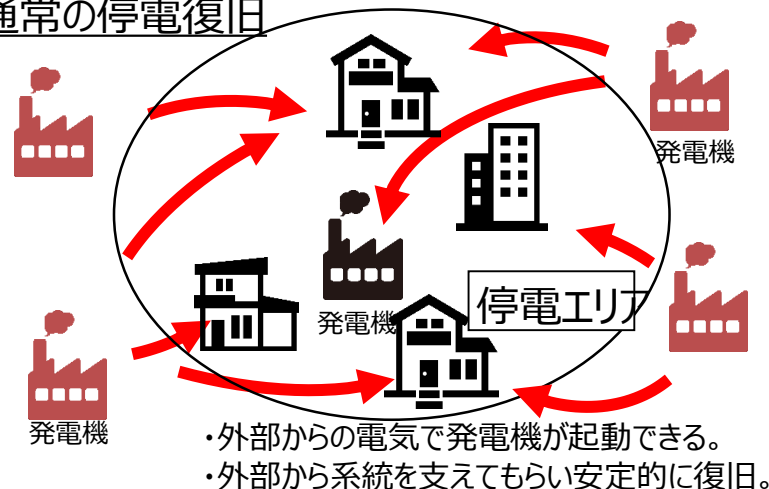 通常の停電復旧
発電機
停電エリア
発電機
発電機
・外部からの電気で発電機が起動できる。
・外部から系統を支えてもらい安定的に復旧。